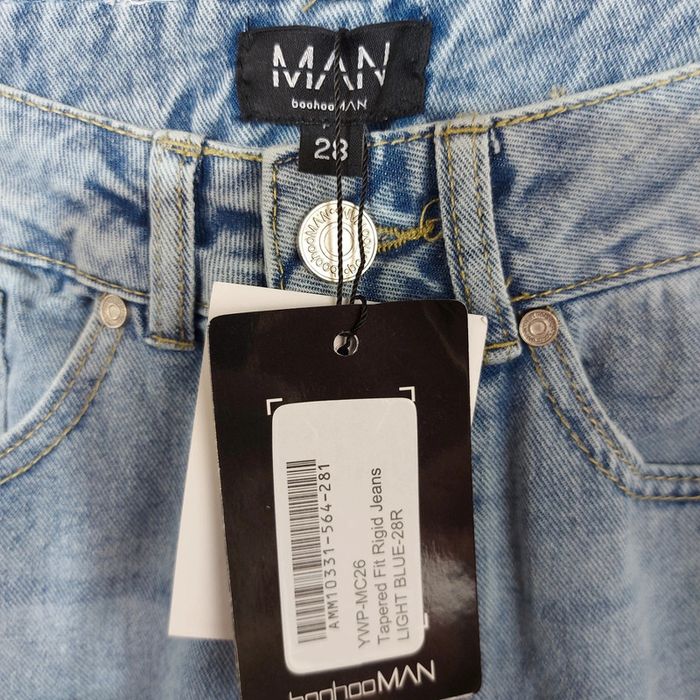 MAN
boohooMAN
28
boohooMAN
AMM10331-564-281
YWP-MC26
Tapered Fit Rigid Jeans
LIGHT BLUE-28R
boohooMAN